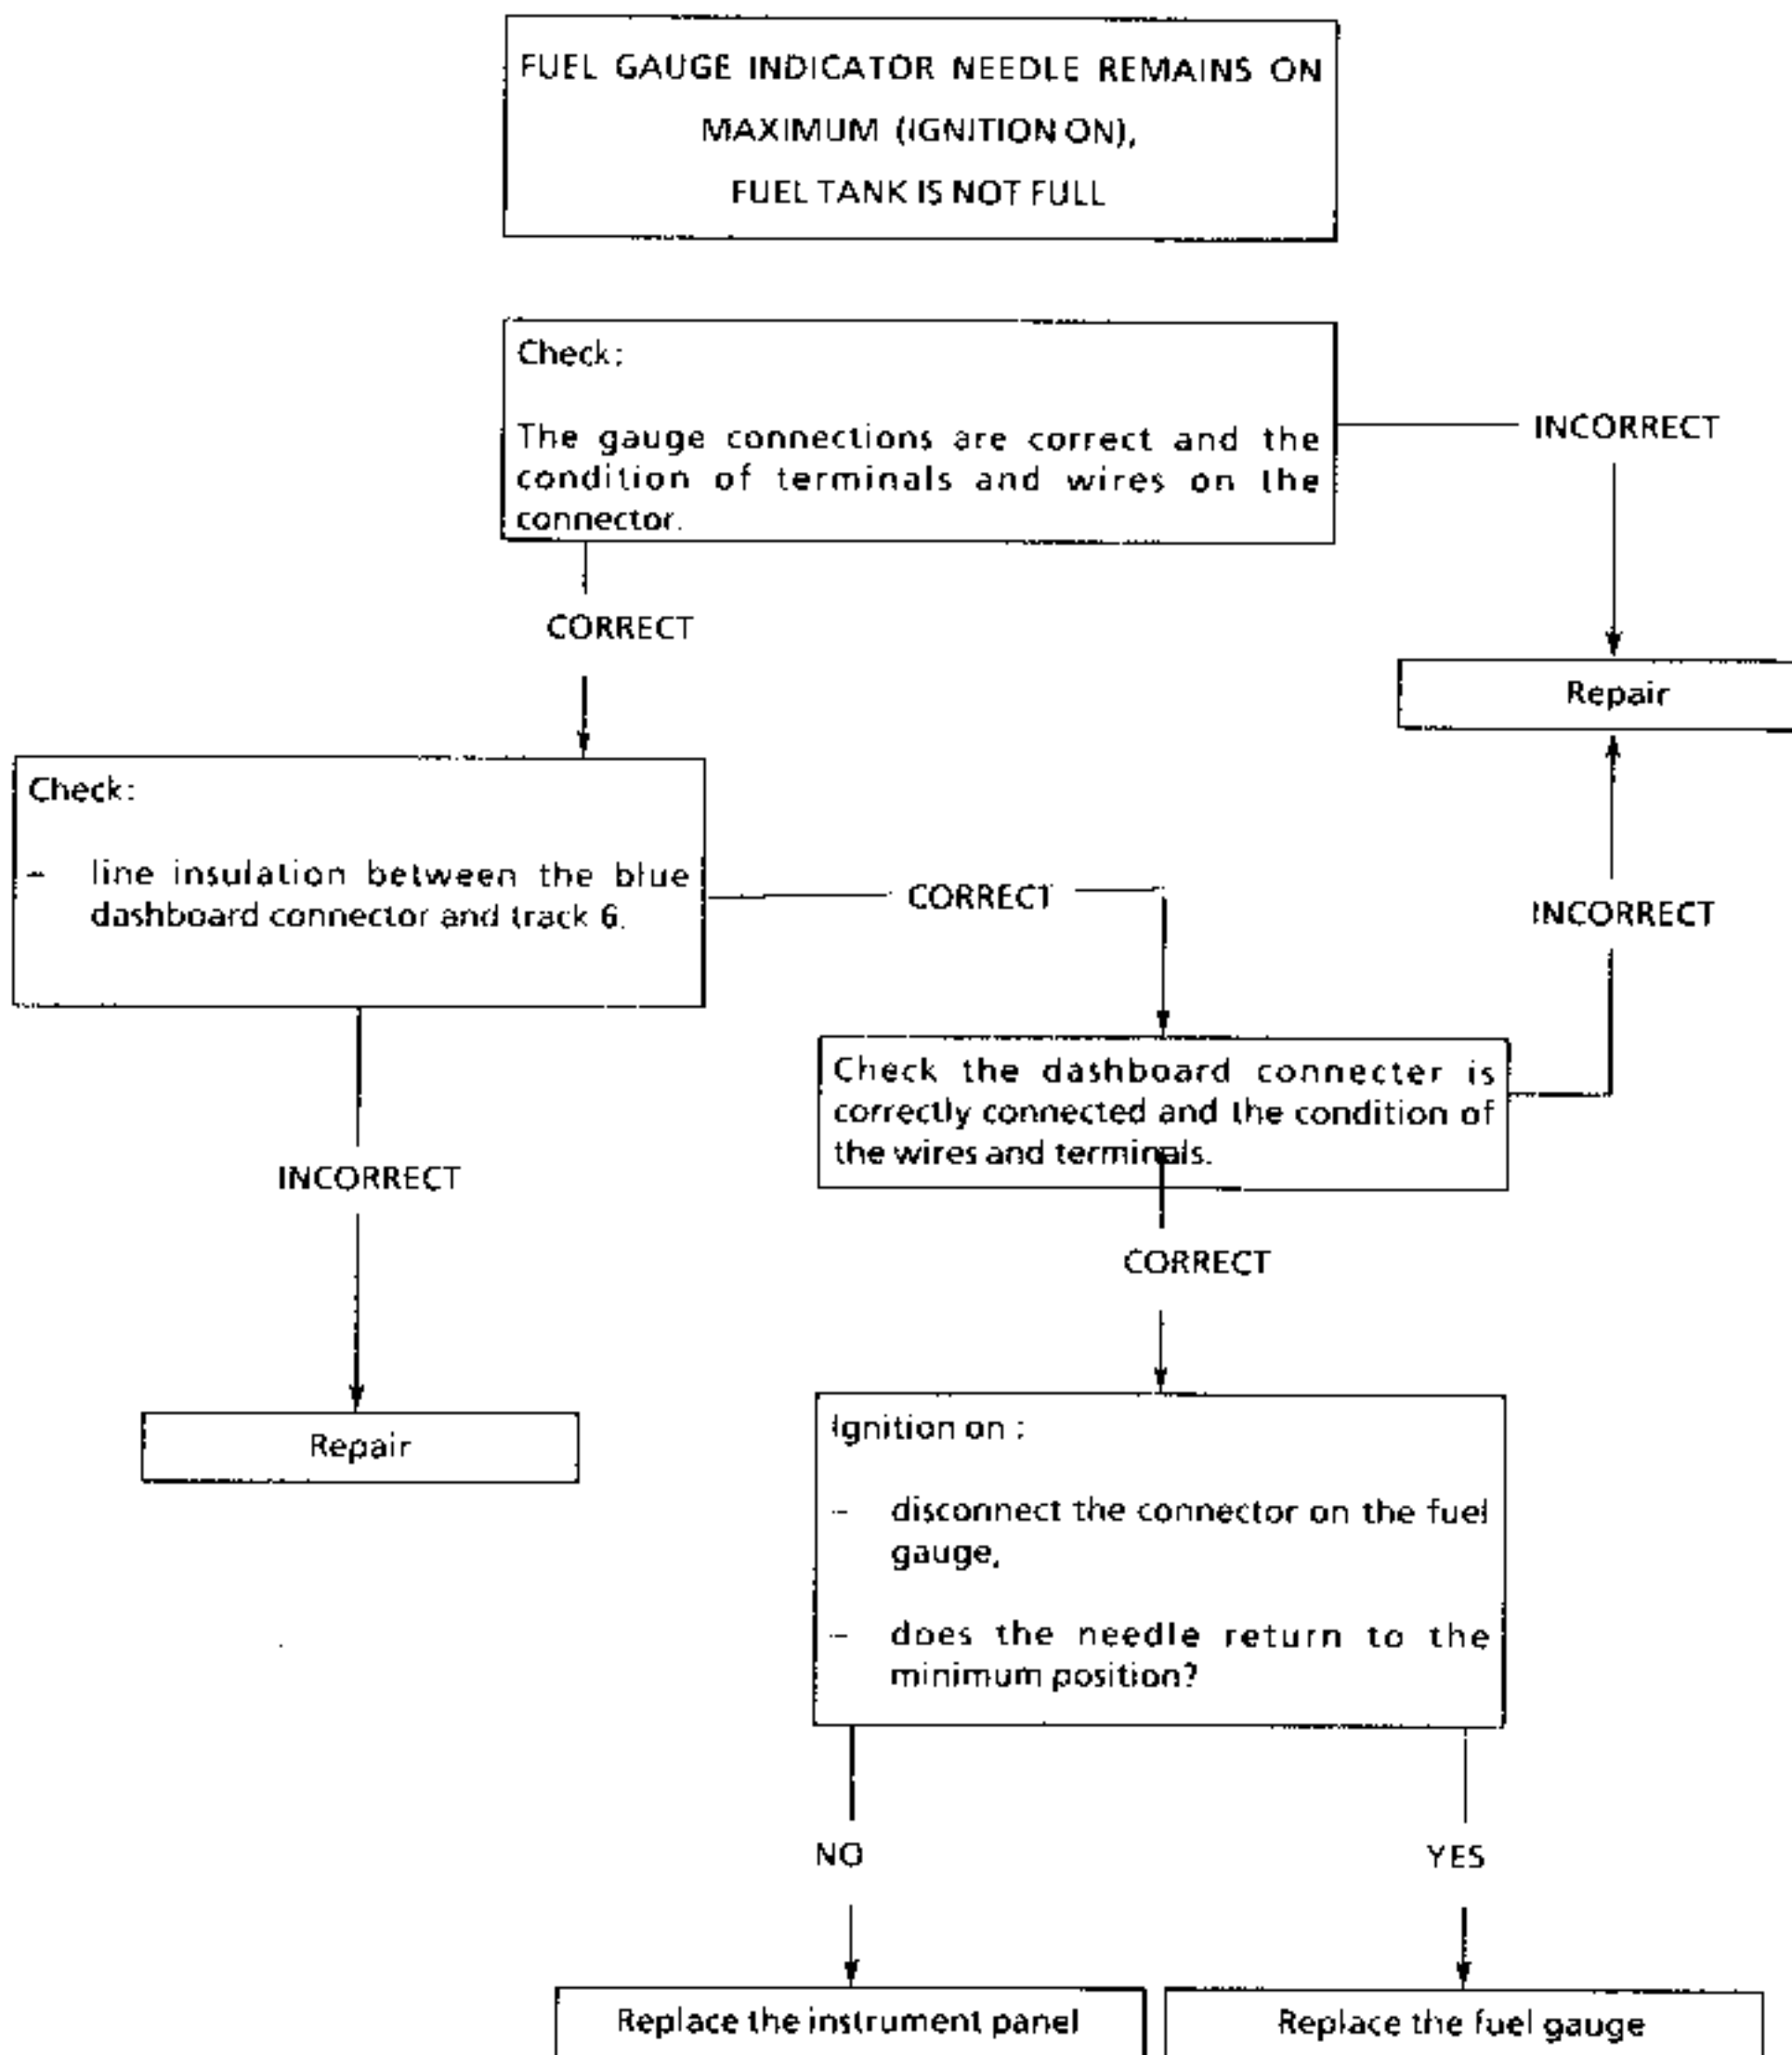 FUEL GAUGE INDICATOR NEEDLE REMAINS ON
MAXIMUM (IGNITION ON),
FUEL TANK IS NOT FULL
Check:
The gauge connections are correct and the
condition of terminals and wires on the
connector.
INCORRECT
CORRECT
Repair
Check:
- line insulation between the blue
dashboard connector and track 6.
CORRECT
INCORRECT
Check the dashboard connecter is
correctly connected and the condition of
the wires and terminals.
INCORRECT
CORRECT
Repair
Ignition on :
- disconnect the connector on the fuel
gauge,
- does the needle return to the
minimum position?
NO
YES
Replace the instrument panel
Replace the fuel gauge